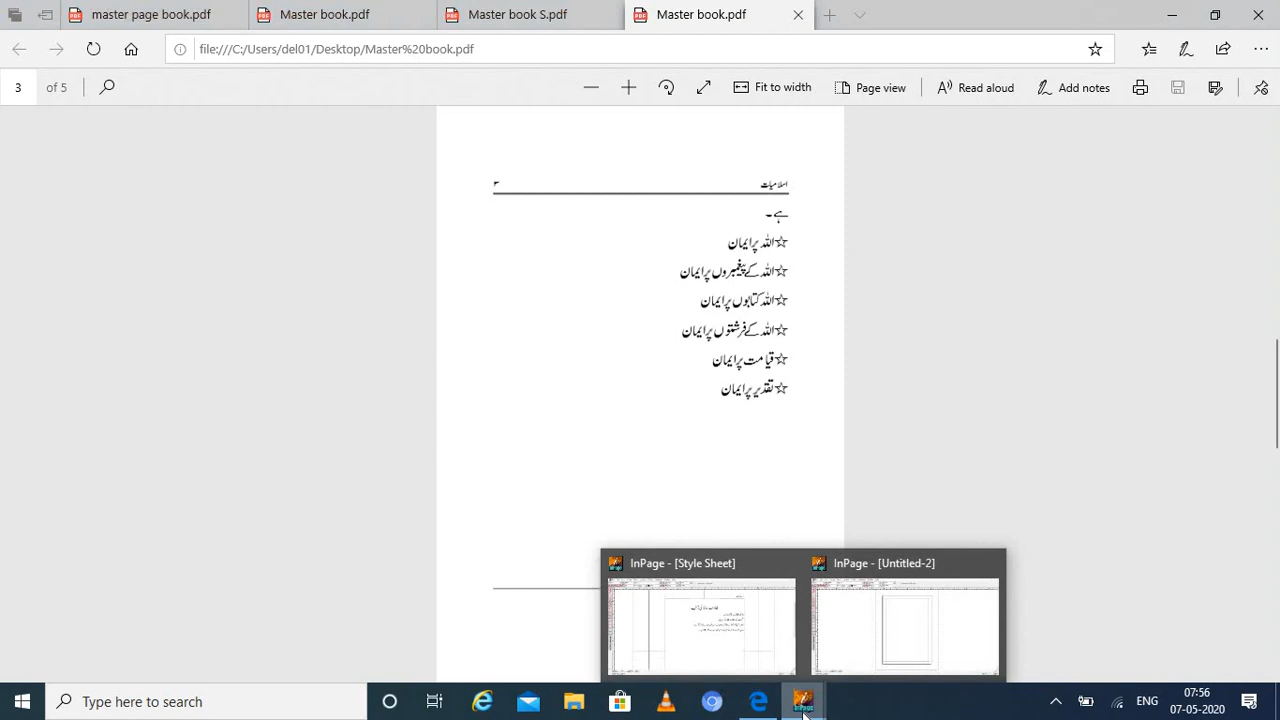 master page book.pdf
Master book.pdf
Master book S.pdf
Master book.pdf
file:///C:/Users/del01/Desktop/Master%20book.pdf
3 of 5
Fit to width
Page view
Read aloud
Add notes
اسلامیات ۳
ہے۔
☆اللہ پر ایمان
☆اللہ کے پیغمبروں پر ایمان
☆اللہ کتابوں پر ایمان
☆اللہ کے فرشتوں پر ایمان
☆قیامت پر ایمان
☆تقدیر پر ایمان
InPage - [Style Sheet]
InPage - [Untitled-2]
Type here to search
InPage
ENG
07:56
07-05-2020